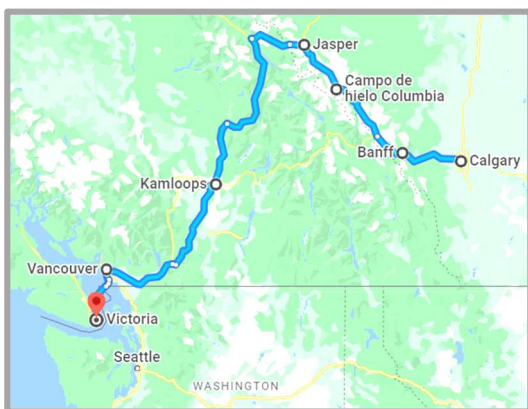 Jasper
Campo de
hielo Columbia
Banff
Calgary
Kamloops
Vancouver
Victoria
Seattle
WASHINGTON